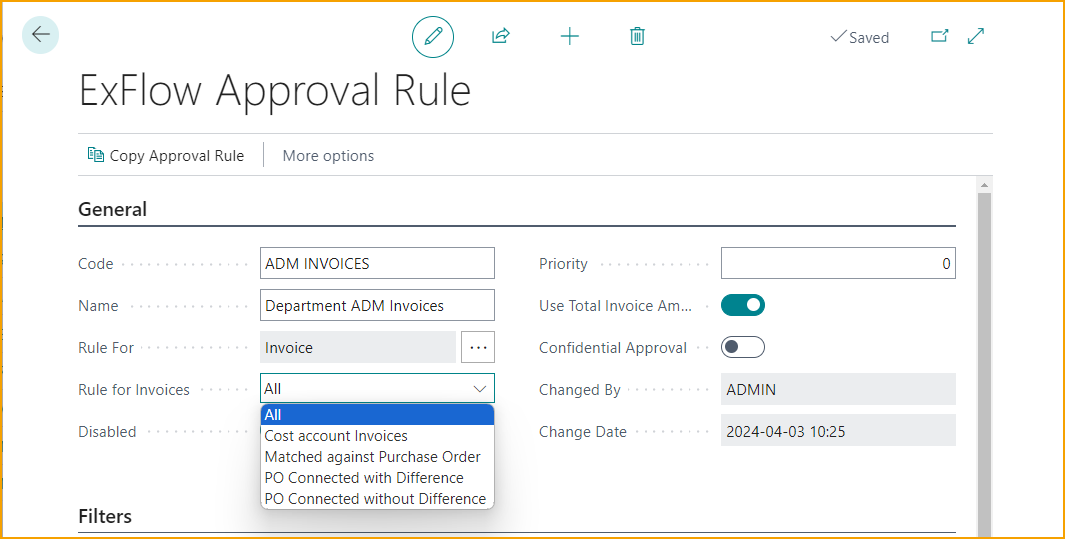 Saved
ExFlow Approval Rule
Copy Approval Rule
More options
General
Code
ADM INVOICES
Priority
0
Name
Department ADM Invoices
Use Total Invoice Am...
Rule For
Invoice
Confidential Approval
Rule for Invoices
All
Changed By
ADMIN
All
Cost account Invoices
Matched against Purchase Order
PO Connected with Difference
PO Connected without Difference
Disabled
Change Date
2024-04-03 10:25
Filters